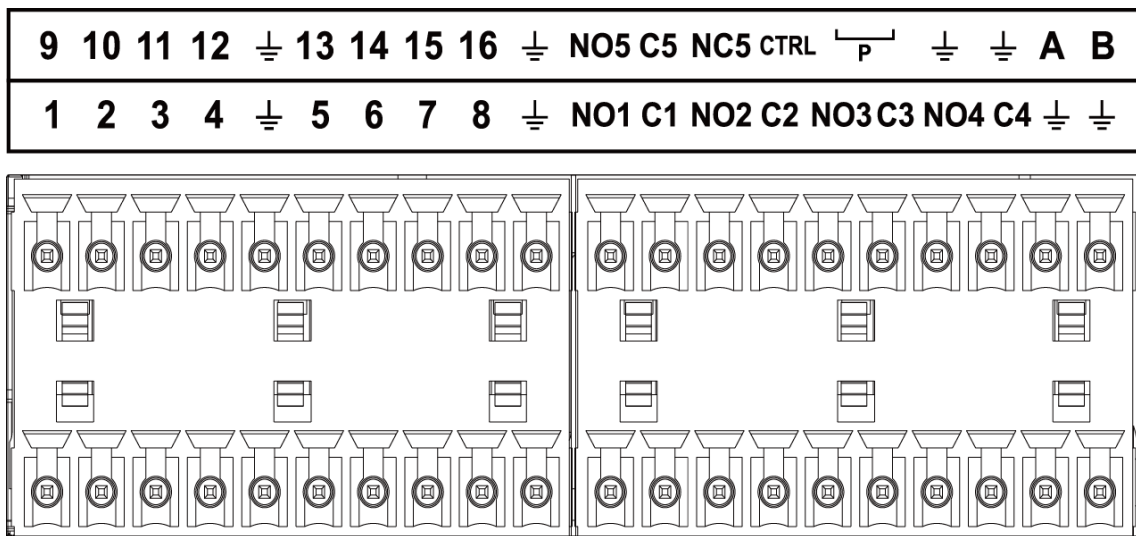 9 10 11 12 ⏚ 13 14 15 16 ⏚ NO5 C5 NC5 CTRL P ⏚ ⏚ A B
1 2 3 4 ⏚ 5 6 7 8 ⏚ NO1 C1 NO2 C2 NO3 C3 NO4 C4 ⏚ ⏚